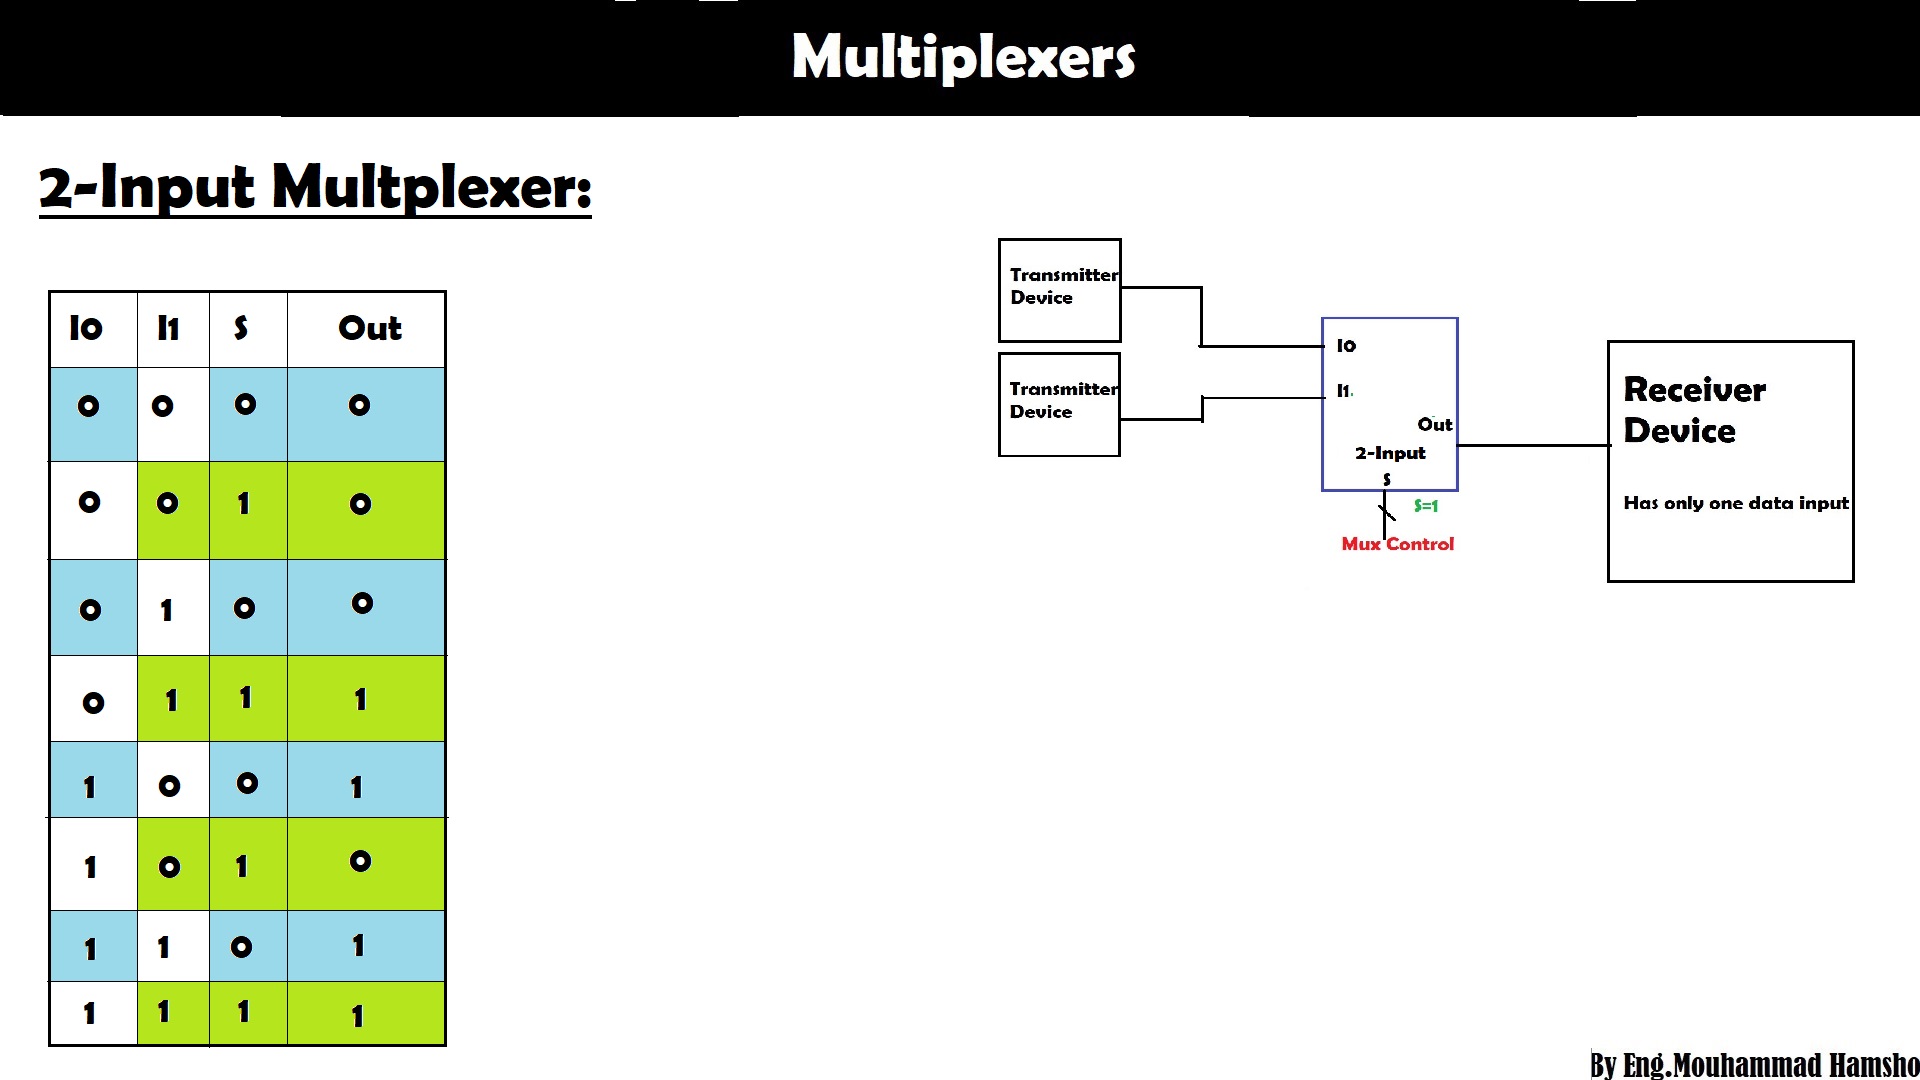 Multiplexers
2-Input Multplexer:
I0 I1 S Out
0 0 0 0
0 0 1 0
0 1 0 0
0 1 1 1
1 0 0 1
1 0 1 0
1 1 0 1
1 1 1 1
Transmitter
Device
Transmitter
Device
I0
I1.
Out
2-Input
S
S=1
Mux Control
Receiver
Device
Has only one data input
By Eng.Mouhammad Hamsho